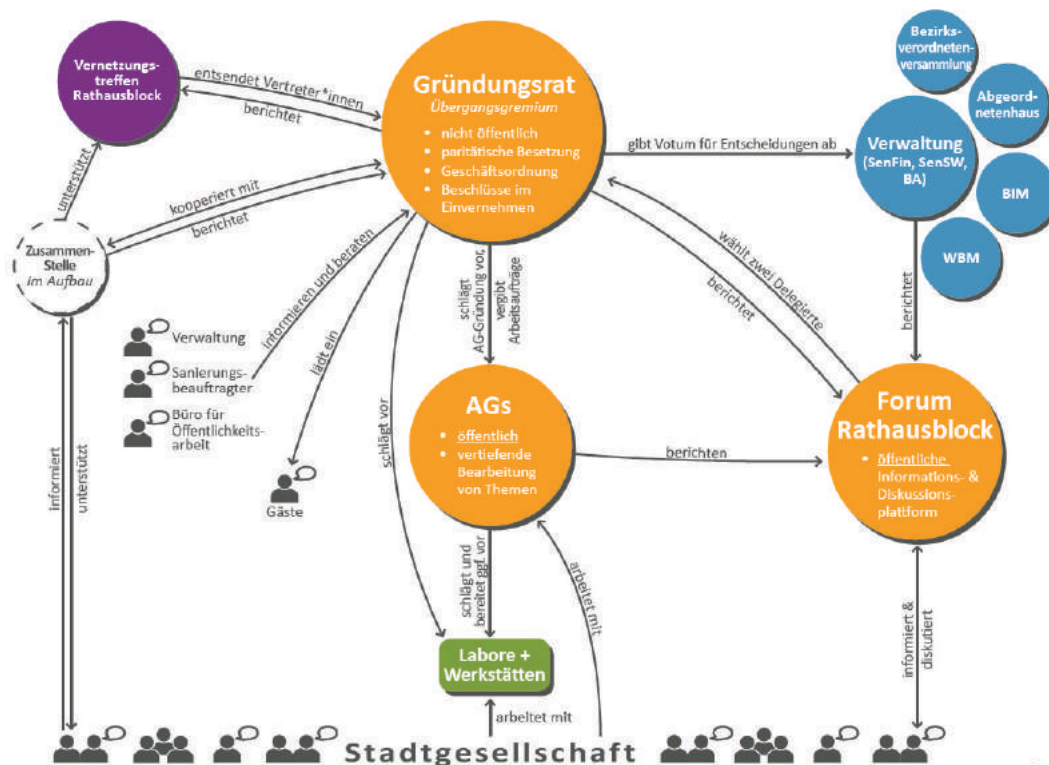 Vernetzungs-
treffen
Rathausblock
entsendet Vertreter*innen
berichtet
Gründungsrat
Übergangsgremium
• nicht öffentlich
• paritätische Besetzung
• Geschäftsordnung
• Beschlüsse im
Einvernehmen
gibt Votum für Entscheidungen ab
Bezirks-
verordneten-
versammlung
Abgeord-
netenhaus
Verwaltung
(SenFin, SenSW,
BA)
BIM
WBM
unterstützt
kooperiert mit
berichtet
Zusammen-
Stelle
im Aufbau
informieren und beraten
lädt ein
schlägt vor
schlägt
AG-Gründung vor,
vergibt
Arbeitsaufträge
wählt zwei Delegierte
berichtet
berichtet
Verwaltung
Sanierungs-
beauftragter
Büro für
Öffentlichkeits-
arbeit
Gäste
AGs
• öffentlich
• vertiefende
Bearbeitung
von Themen
berichten
Forum
Rathausblock
• öffentliche
Informations- &
Diskussions-
plattform
informiert
unterstützt
schlägt und
bereitet ggf. vor
arbeitet mit
informiert &
diskutiert
Labore +
Werkstätten
arbeitet mit
Stadtgesellschaft